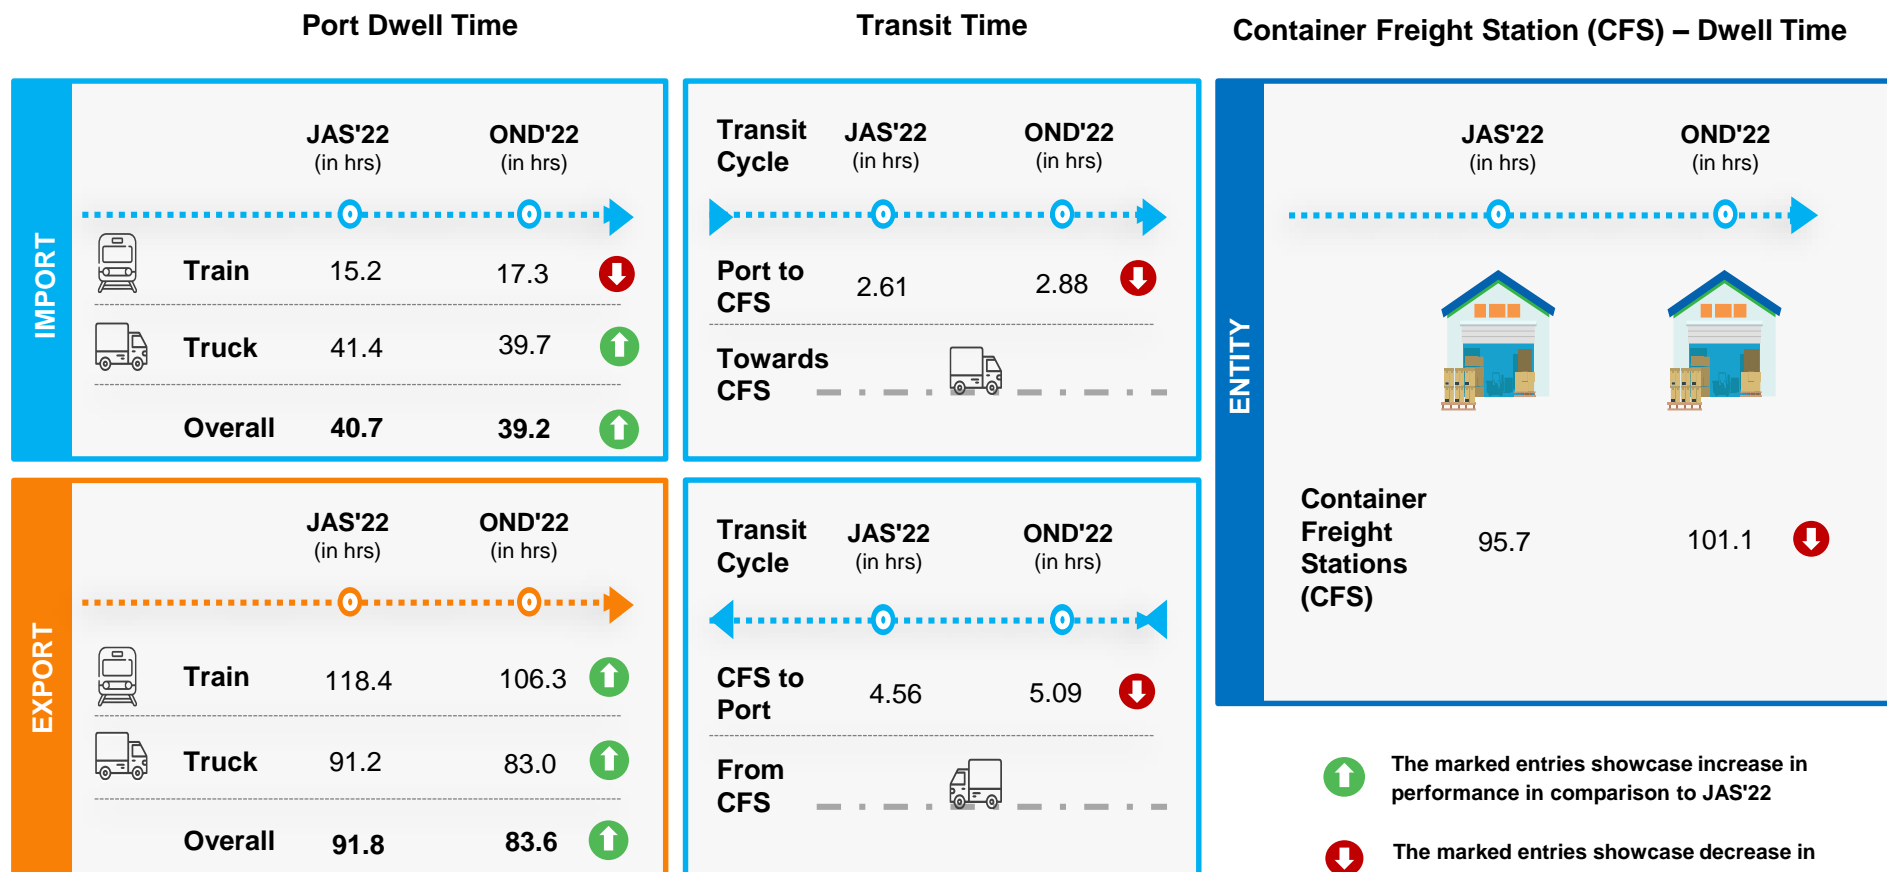 Port Dwell Time
Transit Time
Container Freight Station (CFS) – Dwell Time
IMPORT
JAS'22 OND'22
(in hrs) (in hrs)
Train 15.2 17.3
Truck 41.4 39.7
Overall 40.7 39.2
Transit JAS'22 OND'22
Cycle (in hrs) (in hrs)
Port to
CFS 2.61 2.88
Towards
CFS
ENTITY
JAS'22 OND'22
(in hrs) (in hrs)
Container
Freight
Stations
(CFS)
95.7 101.1
EXPORT
JAS'22 OND'22
(in hrs) (in hrs)
Train 118.4 106.3
Truck 91.2 83.0
Overall 91.8 83.6
Transit JAS'22 OND'22
Cycle (in hrs) (in hrs)
CFS to
Port 4.56 5.09
From
CFS
The marked entries showcase increase in
performance in comparison to JAS'22
The marked entries showcase decrease in